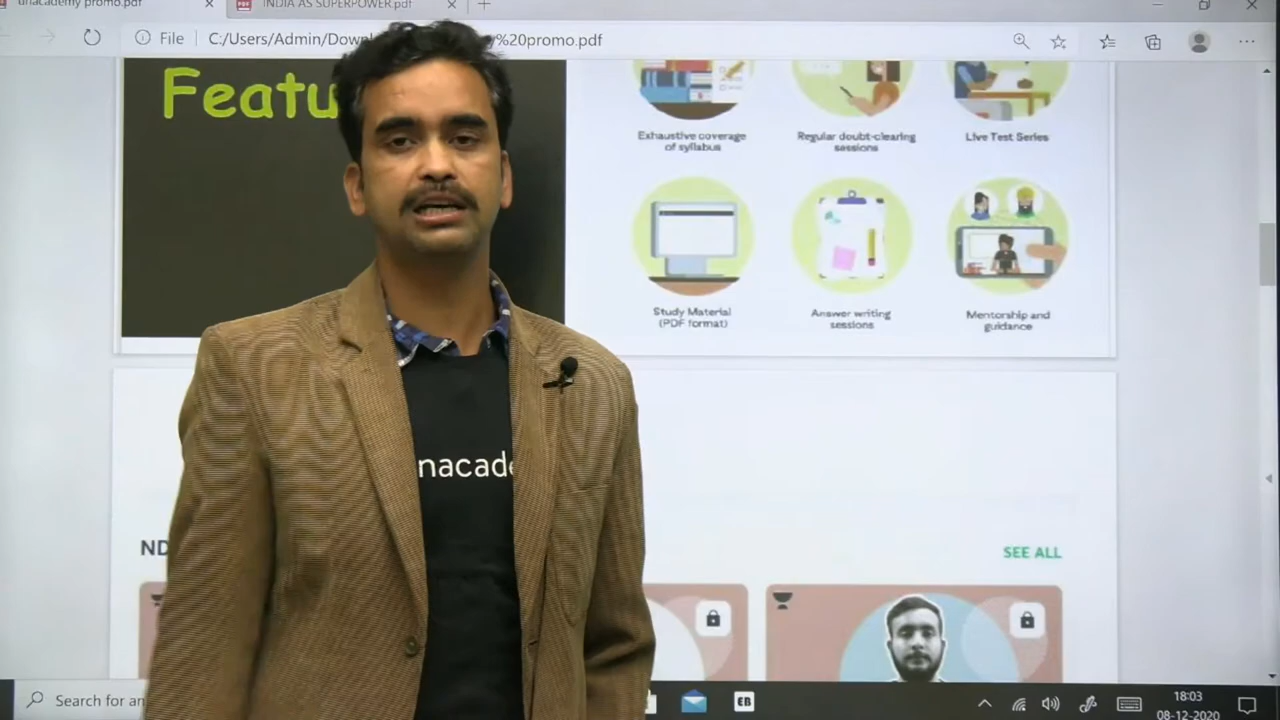 unacademy promo.pdf
INDIA AS SUPERPOWER.pdf
File
C:/Users/Admin/Down
%20promo.pdf
Featu
Exhaustive coverage
of syllabus
Regular doubt-clearing
sessions
Live Test Series
Study Material
(PDF format)
Answer writing
sessions
Mentorship and
guidance
nacade
ND
SEE ALL
Search for an
EB
18:03
08-12-2020